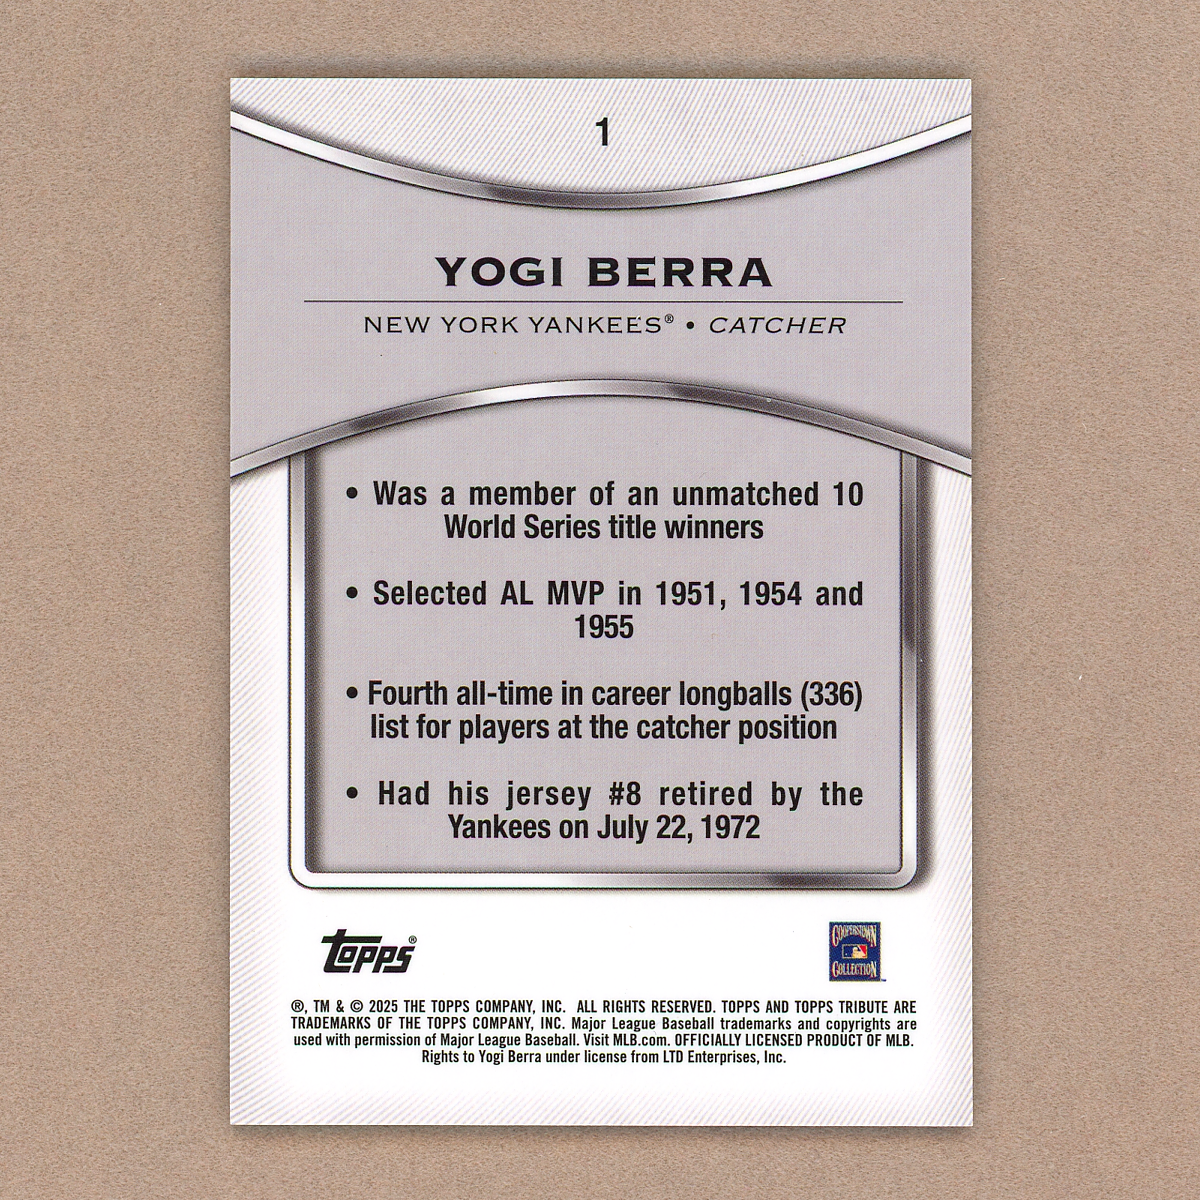 1
YOGI BERRA
NEW YORK YANKEES® • CATCHER
• Was a member of an unmatched 10
World Series title winners
• Selected AL MVP in 1951, 1954 and
1955
• Fourth all-time in career longballs (336)
list for players at the catcher position
• Had his jersey #8 retired by the
Yankees on July 22, 1972
topps®
COOPERSTOWN
COLLECTION™
®, TM & © 2025 THE TOPPS COMPANY, INC. ALL RIGHTS RESERVED. TOPPS AND TOPPS TRIBUTE ARE
TRADEMARKS OF THE TOPPS COMPANY, INC. Major League Baseball trademarks and copyrights are
used with permission of Major League Baseball. Visit MLB.com. OFFICIALLY LICENSED PRODUCT OF MLB.
Rights to Yogi Berra under license from LTD Enterprises, Inc.